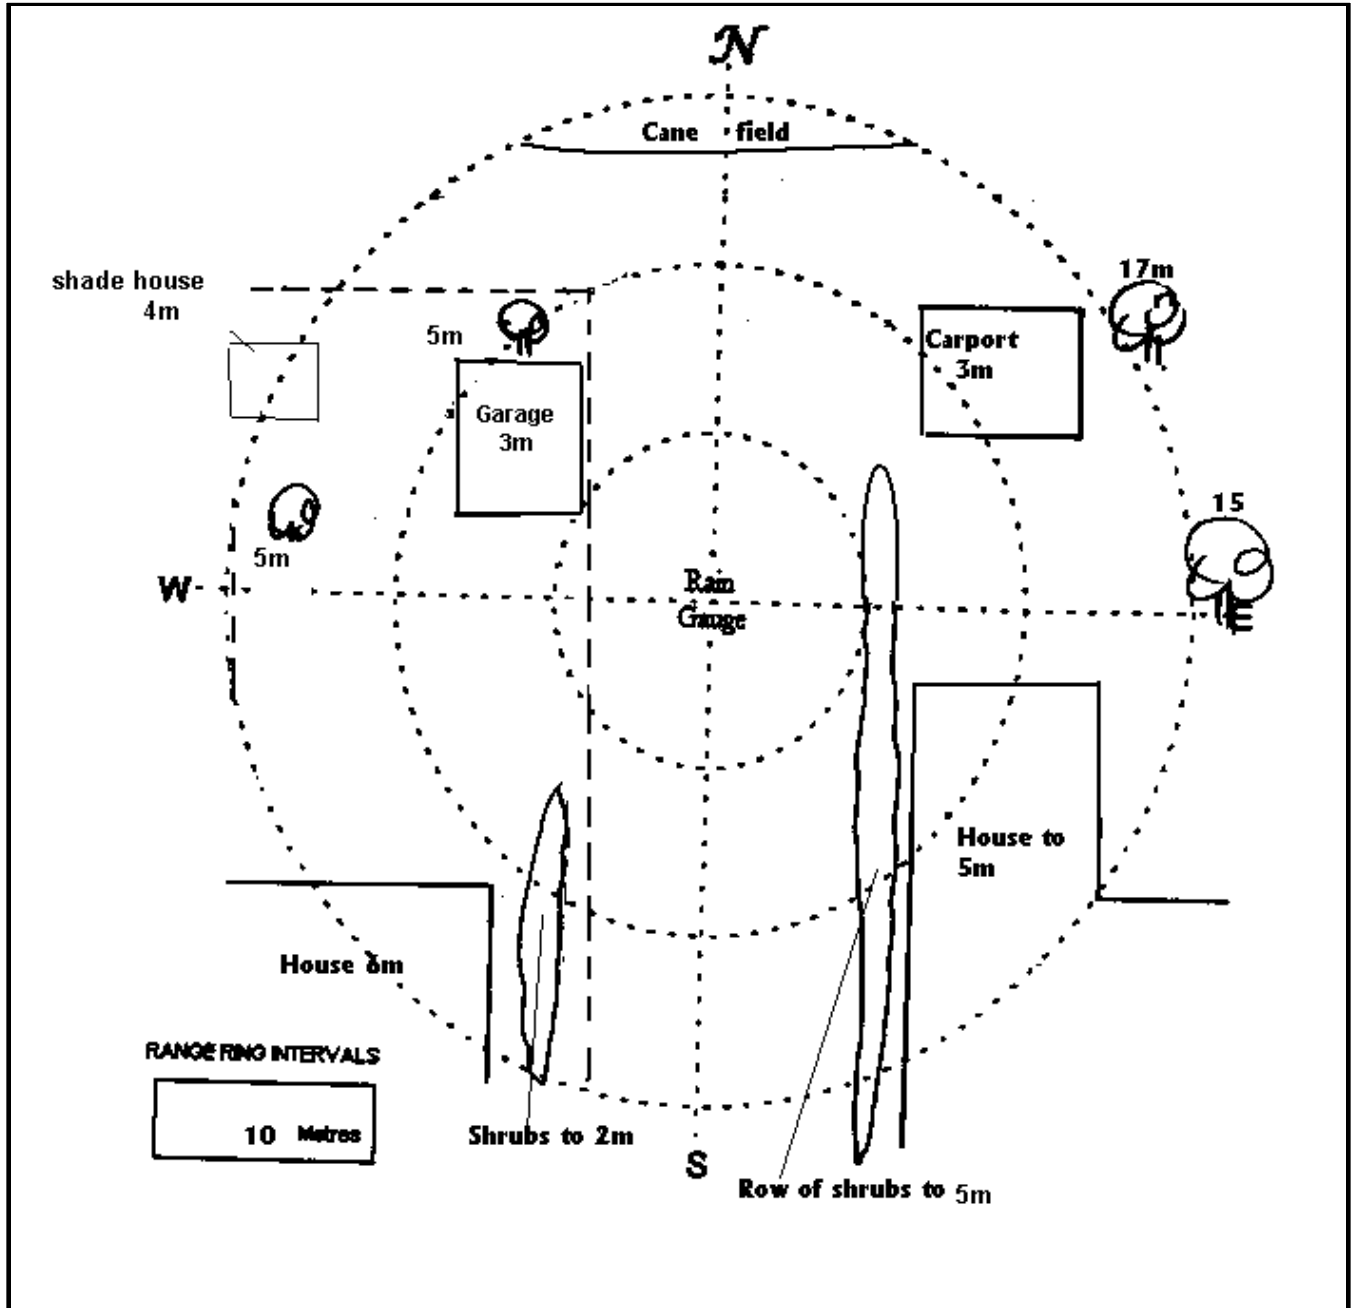 N
Cane field
shade house
4m
17m
5m
Carport
3m
Garage
3m
15
5m
W
Rain
Gauge
E
House to
5m
House
RANGE RING INTERVALS
10 Metres
Shrubs to 2m
S
Row of shrubs to 5m